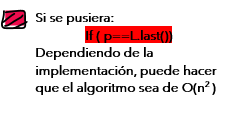 Si se pusiera:
If ( p==L.last())
Dependiendo de la
implementación, puede hacer
que el algoritmo sea de O(n²)